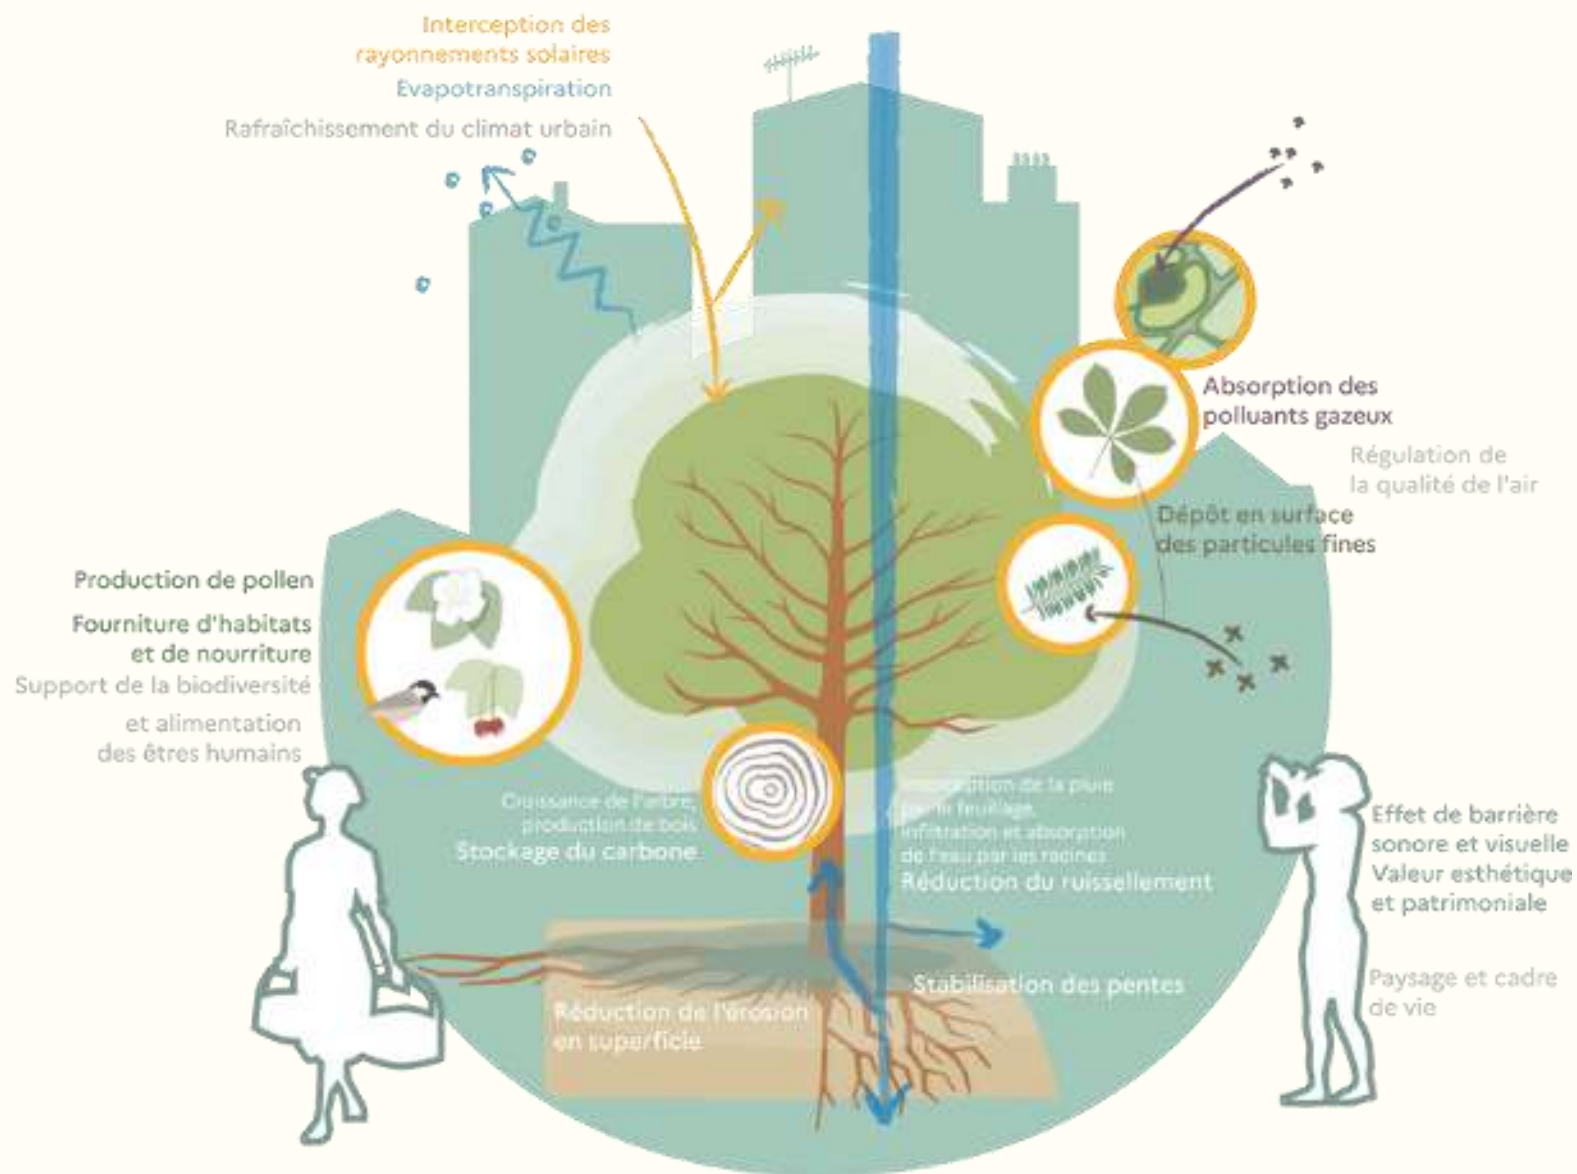 Interception des
rayonnements solaires
Evapotranspiration
Rafraîchissement du climat urbain
Absorption des
polluants gazeux
Régulation de
la qualité de l'air
Dépôt en surface
des particules fines
Production de pollen
Fourniture d'habitats
et de nourriture
Support de la biodiversité
et alimentation
des êtres humains
Croissance de l'arbre,
production de bois
Stockage du carbone
de la pluie
feuillage,
infiltration et absorption
de l'eau par les racines
Réduction du ruissellement
Effet de barrière
sonore et visuelle
Valeur esthétique
et patrimoniale
Paysage et cadre
de vie
Stabilisation des pentes
Réduction de l'érosion
en superficie